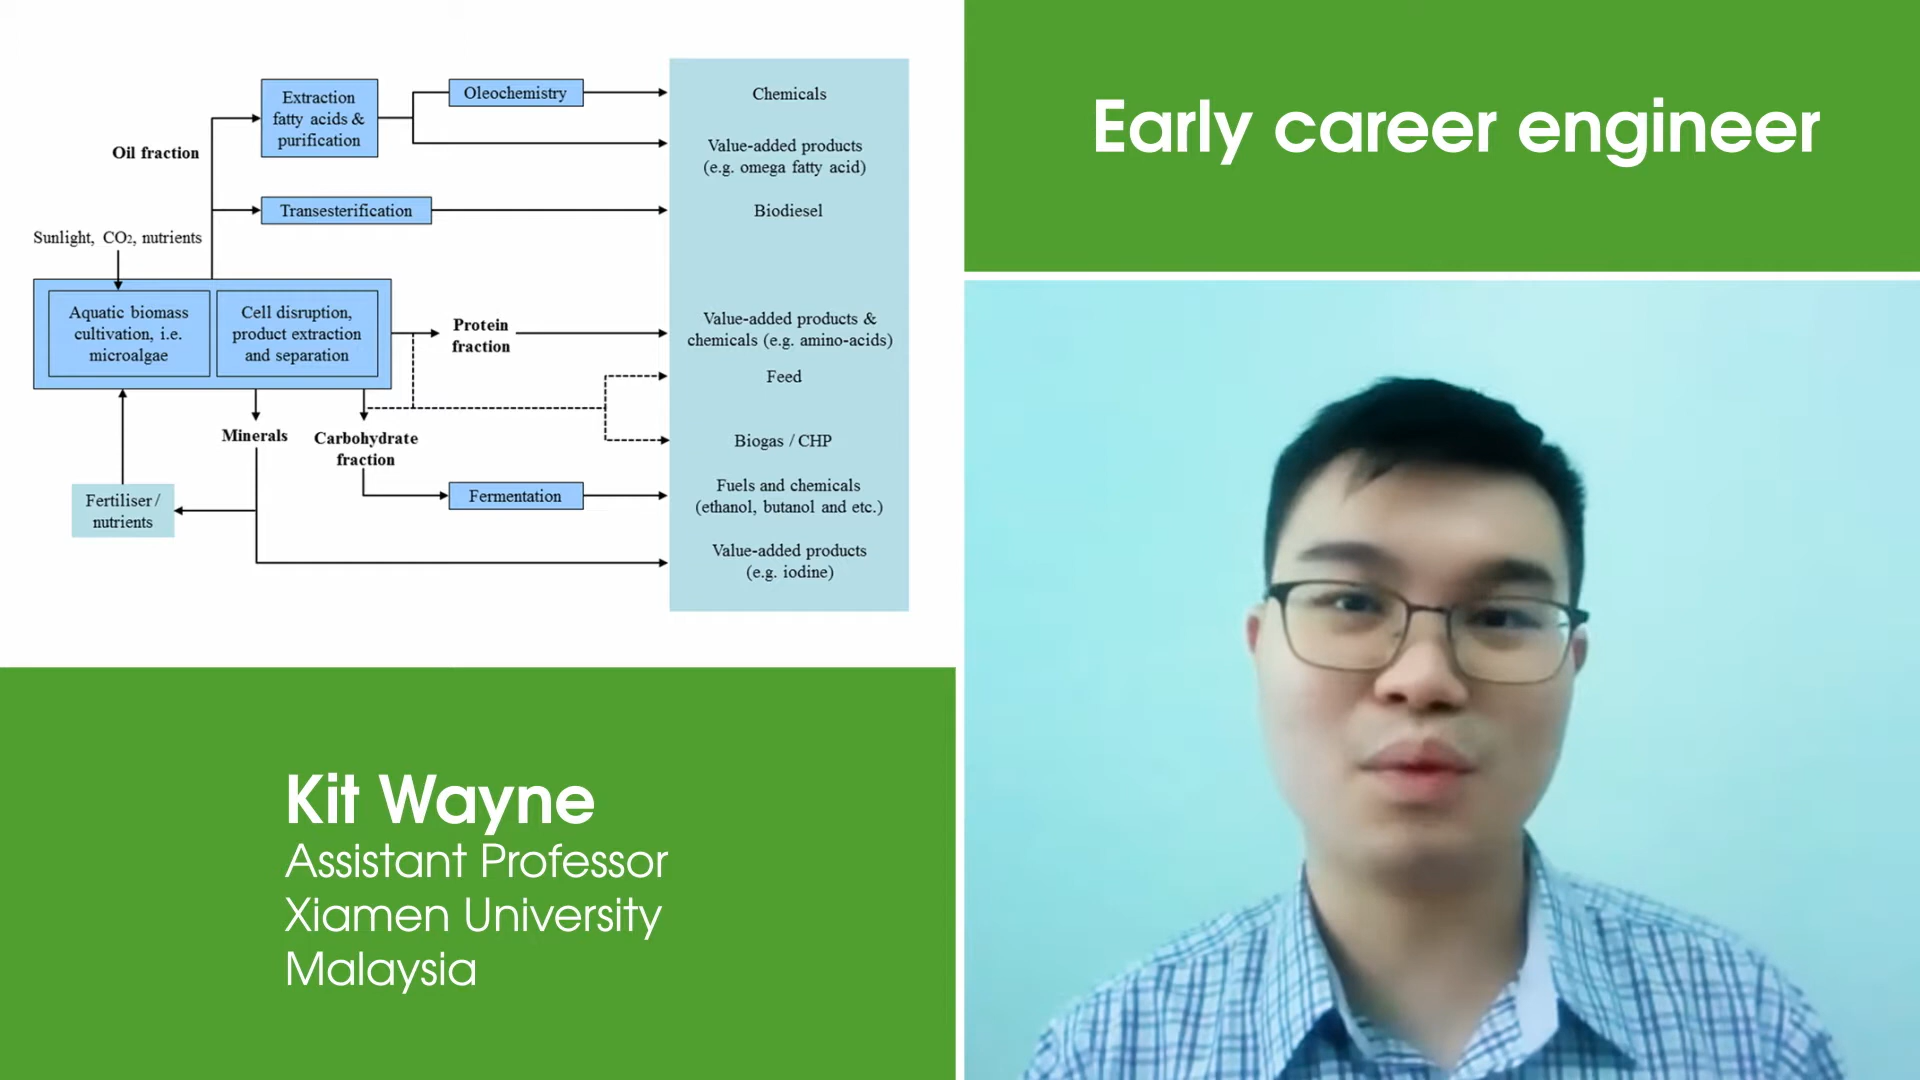 Early career engineer
Extraction
fatty acids &
purification
Oleochemistry
Chemicals
Value-added products
(e.g. omega fatty acid)
Oil fraction
Transesterification
Biodiesel
Sunlight, CO2, nutrients
Aquatic biomass
cultivation, i.e.
microalgae
Cell disruption,
product extraction
and separation
Protein
fraction
Value-added products &
chemicals (e.g. amino-acids)
Feed
Minerals
Carbohydrate
fraction
Biogas / CHP
Fertiliser /
nutrients
Fermentation
Fuels and chemicals
(ethanol, butanol and etc.)
Value-added products
(e.g. iodine)
Kit Wayne
Assistant Professor
Xiamen University
Malaysia